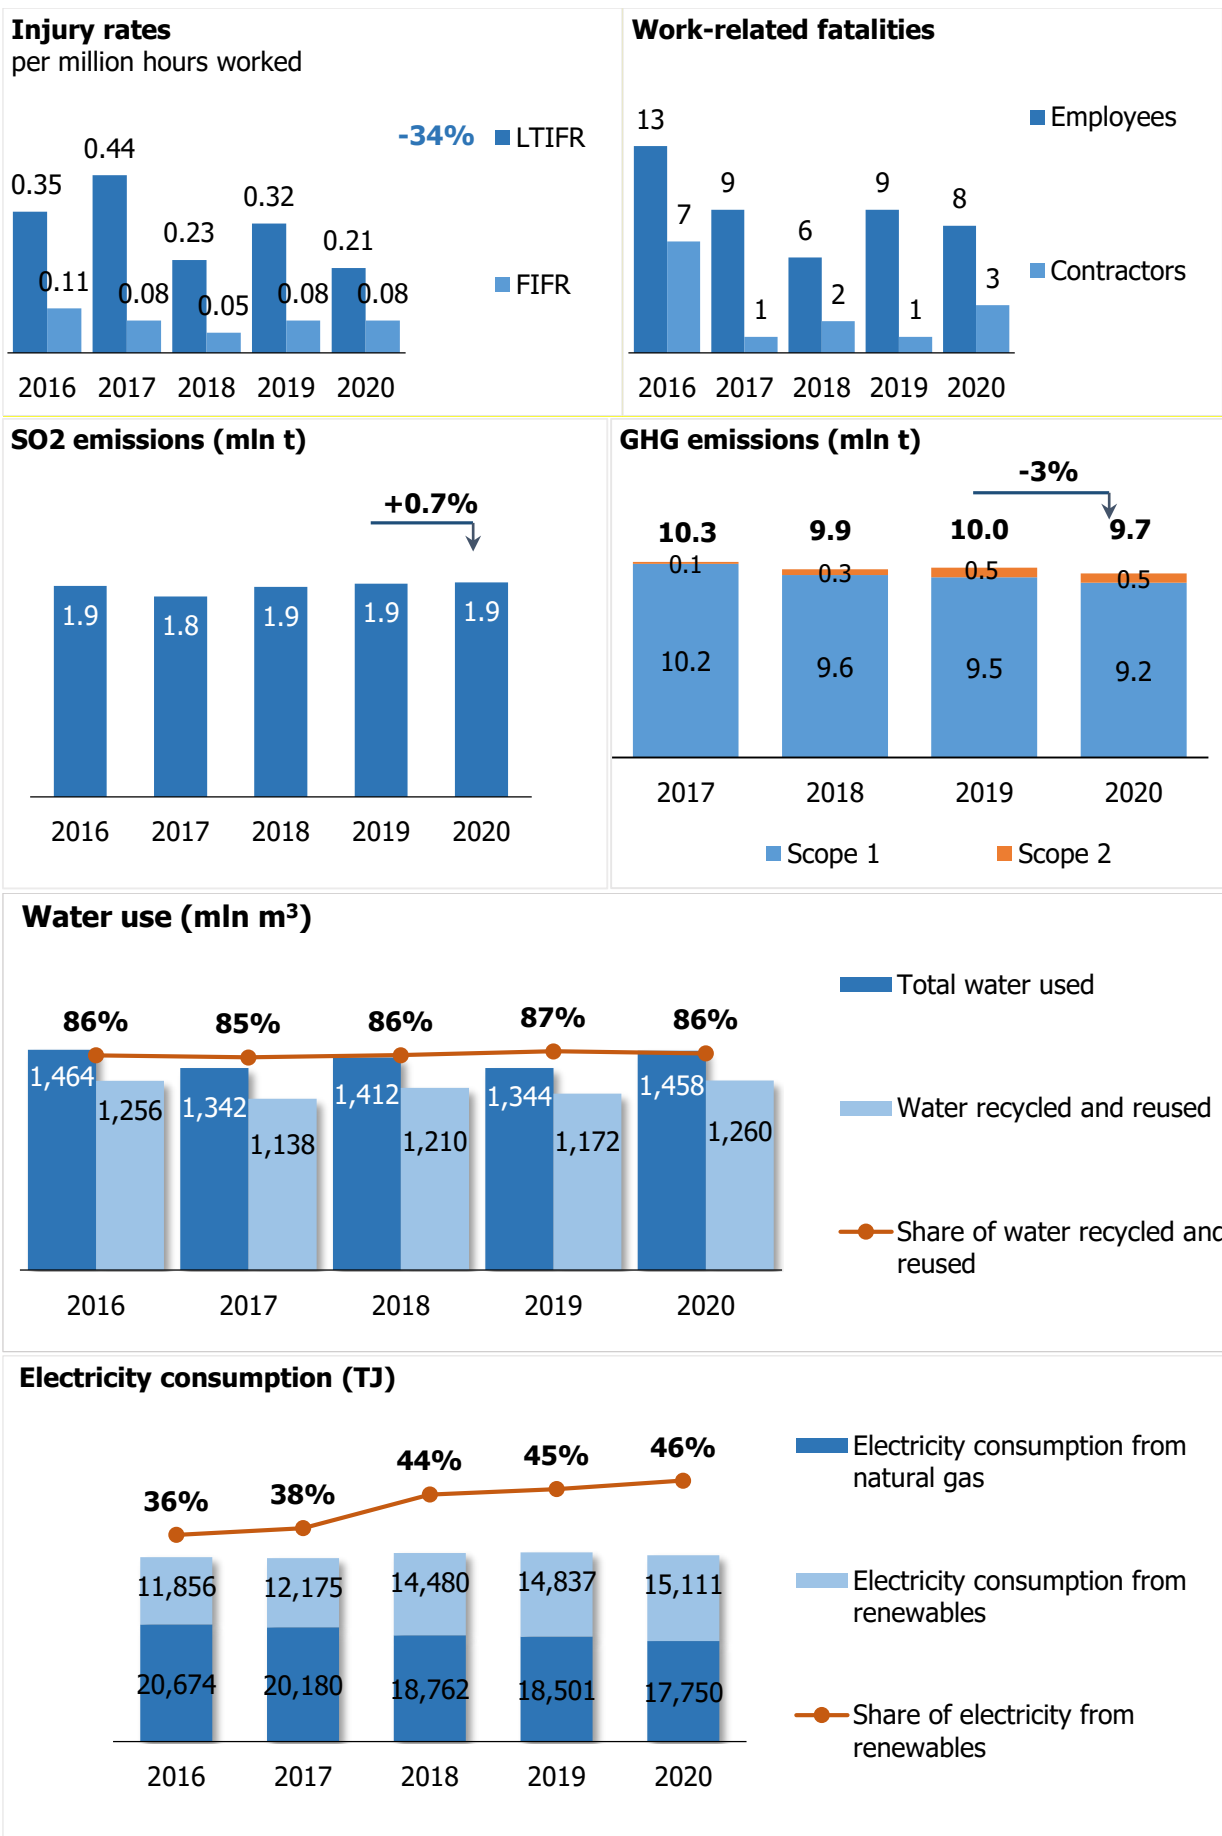 Injury rates
per million hours worked
-34%
LTIFR
FIFR
0.35
0.44
0.23
0.32
0.21
0.11
0.08
0.05
0.08
0.08
2016 2017 2018 2019 2020
Work-related fatalities
Employees
Contractors
13
9
6
9
8
7
1
2
1
3
2016 2017 2018 2019 2020
SO2 emissions (mln t)
+0.7%
1.9
1.8
1.9
1.9
1.9
2016 2017 2018 2019 2020
GHG emissions (mln t)
-3%
10.3 9.9 10.0 9.7
0.1 0.3 0.5 0.5
10.2 9.6 9.5 9.2
2017 2018 2019 2020
Scope 1 Scope 2
Water use (mln m³)
86% 85% 86% 87% 86%
1,464
1,342
1,412
1,344
1,458
1,256
1,138
1,210
1,172
1,260
2016 2017 2018 2019 2020
Total water used
Water recycled and reused
Share of water recycled and
reused
Electricity consumption (TJ)
36% 38% 44% 45% 46%
11,856 12,175 14,480 14,837 15,111
20,674 20,180 18,762 18,501 17,750
2016 2017 2018 2019 2020
Electricity consumption from
natural gas
Electricity consumption from
renewables
Share of electricity from
renewables